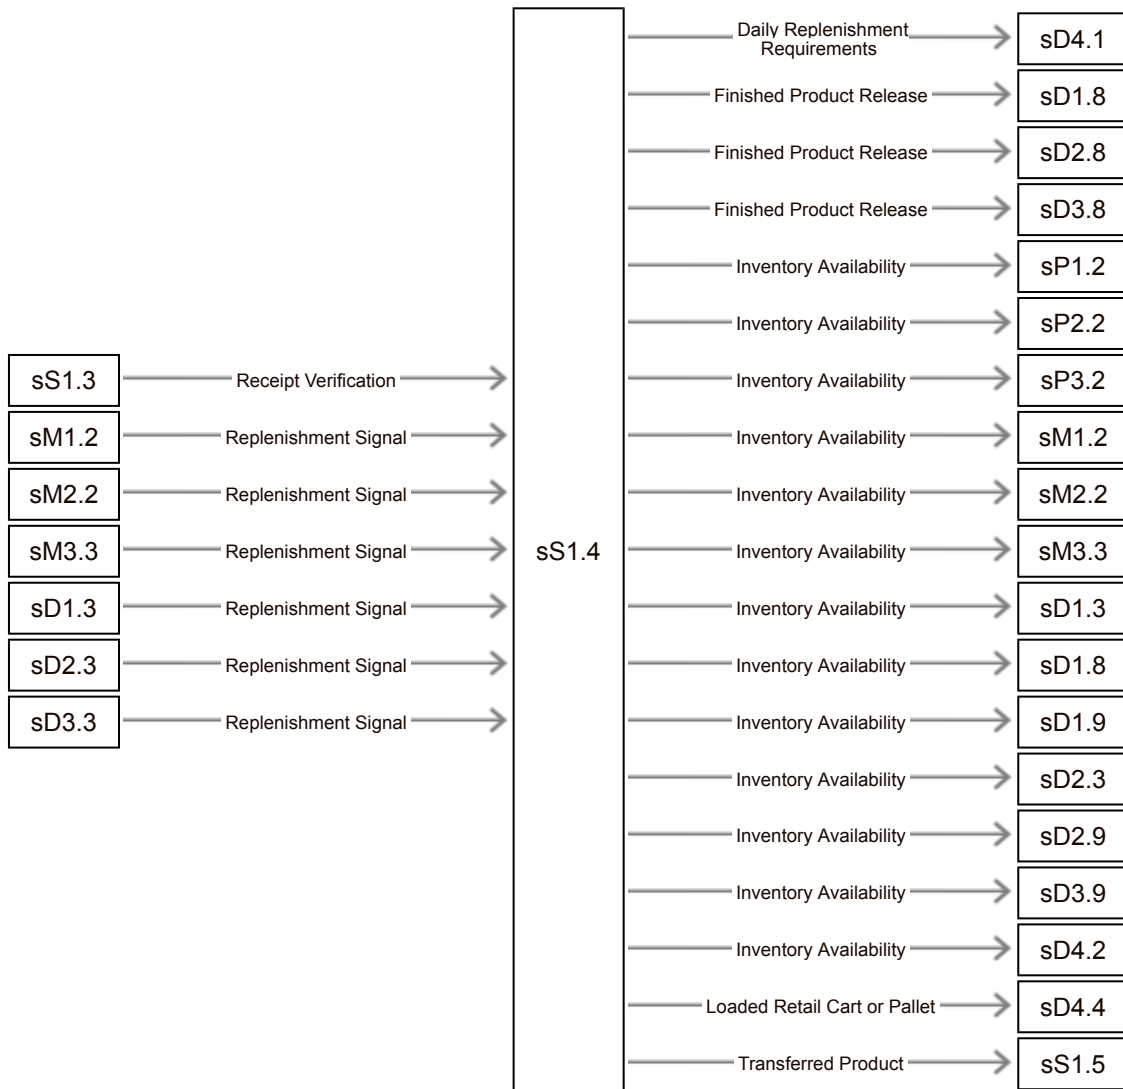 Daily Replenishment
Requirements
sD4.1
Finished Product Release
sD1.8
Finished Product Release
sD2.8
Finished Product Release
sD3.8
Inventory Availability
sP1.2
Inventory Availability
sP2.2
sS1.3
Receipt Verification
Inventory Availability
sP3.2
sM1.2
Replenishment Signal
Inventory Availability
sM1.2
sM2.2
Replenishment Signal
Inventory Availability
sM2.2
sM3.3
Replenishment Signal
sS1.4
Inventory Availability
sM3.3
sD1.3
Replenishment Signal
Inventory Availability
sD1.3
sD2.3
Replenishment Signal
Inventory Availability
sD1.8
sD3.3
Replenishment Signal
Inventory Availability
sD1.9
Inventory Availability
sD2.3
Inventory Availability
sD2.9
Inventory Availability
sD3.9
Inventory Availability
sD4.2
Loaded Retail Cart or Pallet
sD4.4
Transferred Product
sS1.5